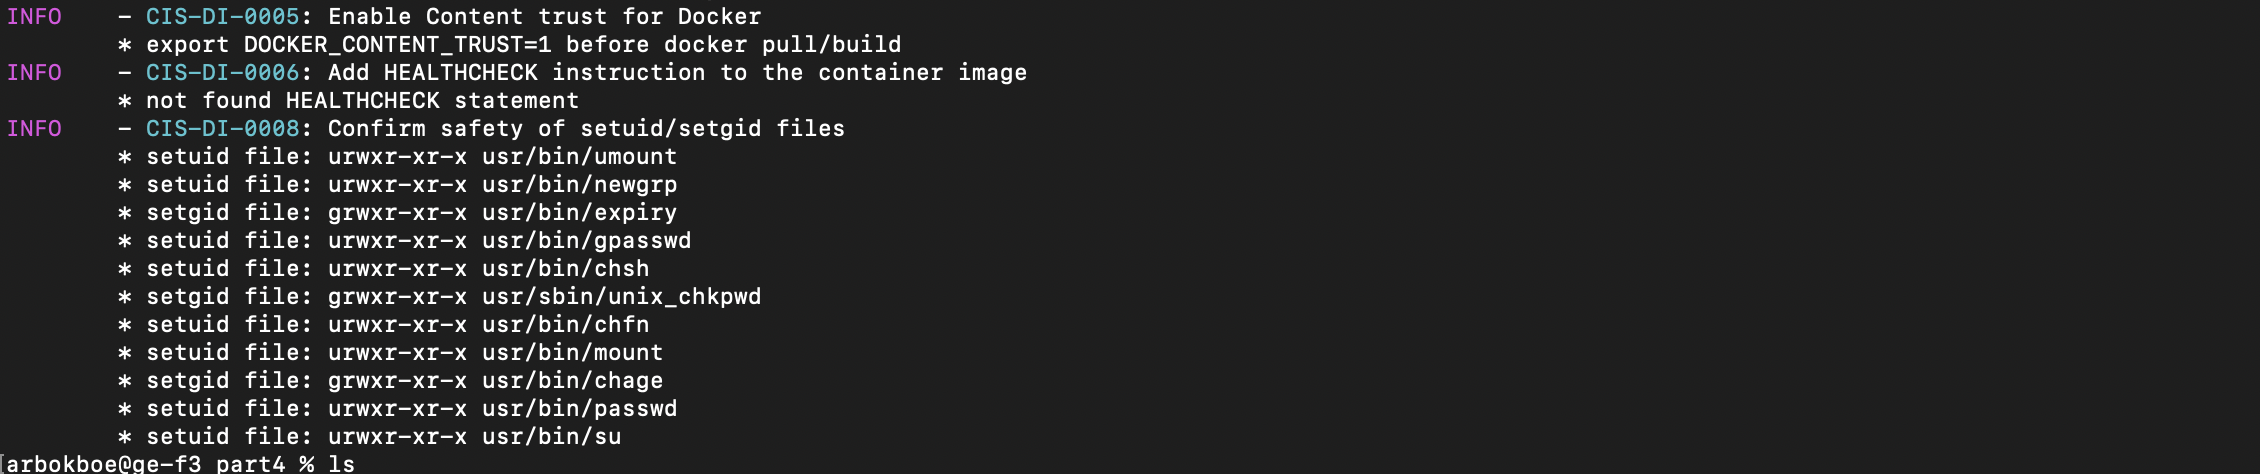 INFO    - CIS-DI-0005: Enable Content trust for Docker
        * export DOCKER_CONTENT_TRUST=1 before docker pull/build
INFO    - CIS-DI-0006: Add HEALTHCHECK instruction to the container image
        * not found HEALTHCHECK statement
INFO    - CIS-DI-0008: Confirm safety of setuid/setgid files
        * setuid file: urwxr-xr-x usr/bin/umount
        * setuid file: urwxr-xr-x usr/bin/newgrp
        * setgid file: grwxr-xr-x usr/bin/expiry
        * setuid file: urwxr-xr-x usr/bin/gpasswd
        * setuid file: urwxr-xr-x usr/bin/chsh
        * setgid file: grwxr-xr-x usr/sbin/unix_chkpwd
        * setuid file: urwxr-xr-x usr/bin/chfn
        * setuid file: urwxr-xr-x usr/bin/mount
        * setgid file: grwxr-xr-x usr/bin/chage
        * setuid file: urwxr-xr-x usr/bin/passwd
        * setuid file: urwxr-xr-x usr/bin/su
[arbokboe@ge-f3 part4 % ls